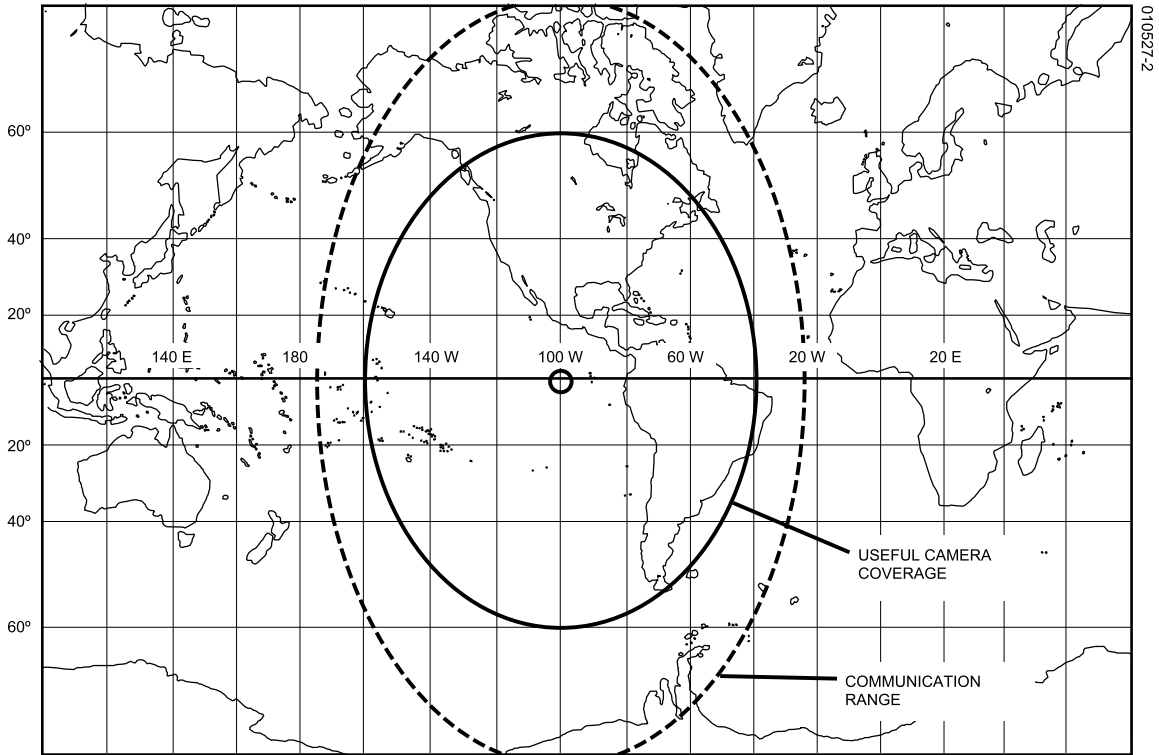 010527-2
60º
40º
20º
140 E 180 140 W 100 W 60 W 20 W 20 E
20º
40º
USEFUL CAMERA
COVERAGE
60º
COMMUNICATION
RANGE